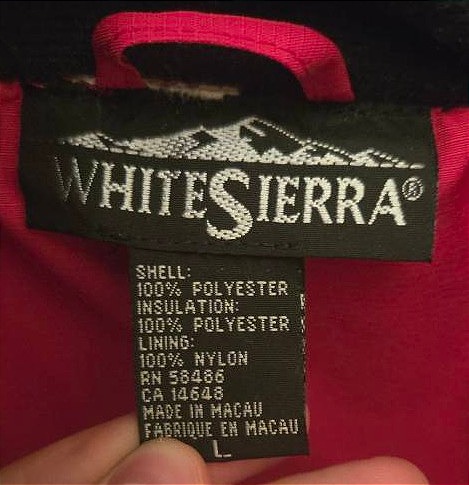 WHITESIERRA®
SHELL:
100% POLYESTER
INSULATION:
100% POLYESTER
LINING:
100% NYLON
RN 58486
CA 14648
MADE IN MACAU
FABRIQUE EN MACAU
L